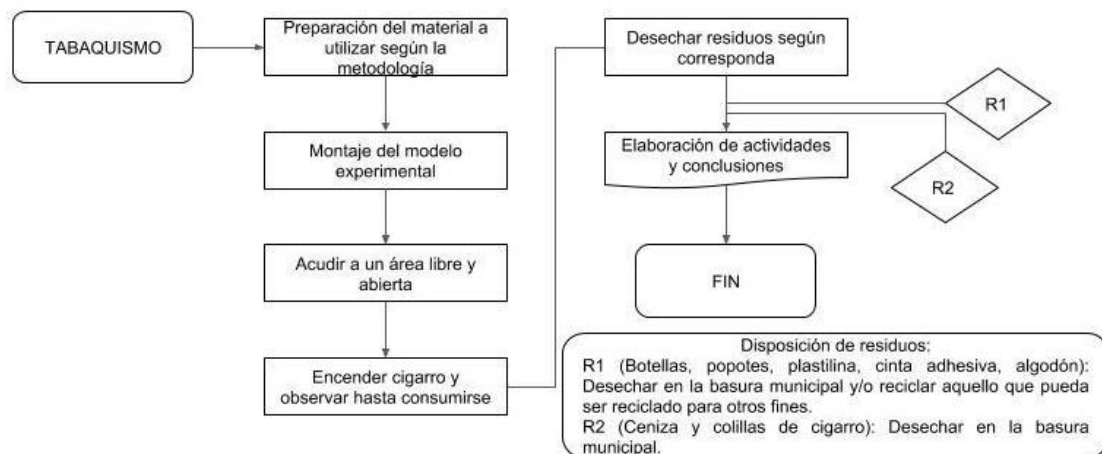 TABAQUISMO
Preparación del material a
utilizar según la
metodología
Montaje del modelo
experimental
Acudir a un área libre y
abierta
Encender cigarro y
observar hasta consumirse
Desechar residuos según
corresponda
R1
R2
Elaboración de actividades
y conclusiones
FIN
Disposición de residuos:
R1 (Botellas, popotes, plastilina, cinta adhesiva, algodón):
Desechar en la basura municipal y/o reciclar aquello que pueda
ser reciclado para otros fines.
R2 (Ceniza y colillas de cigarro): Desechar en la basura
municipal.